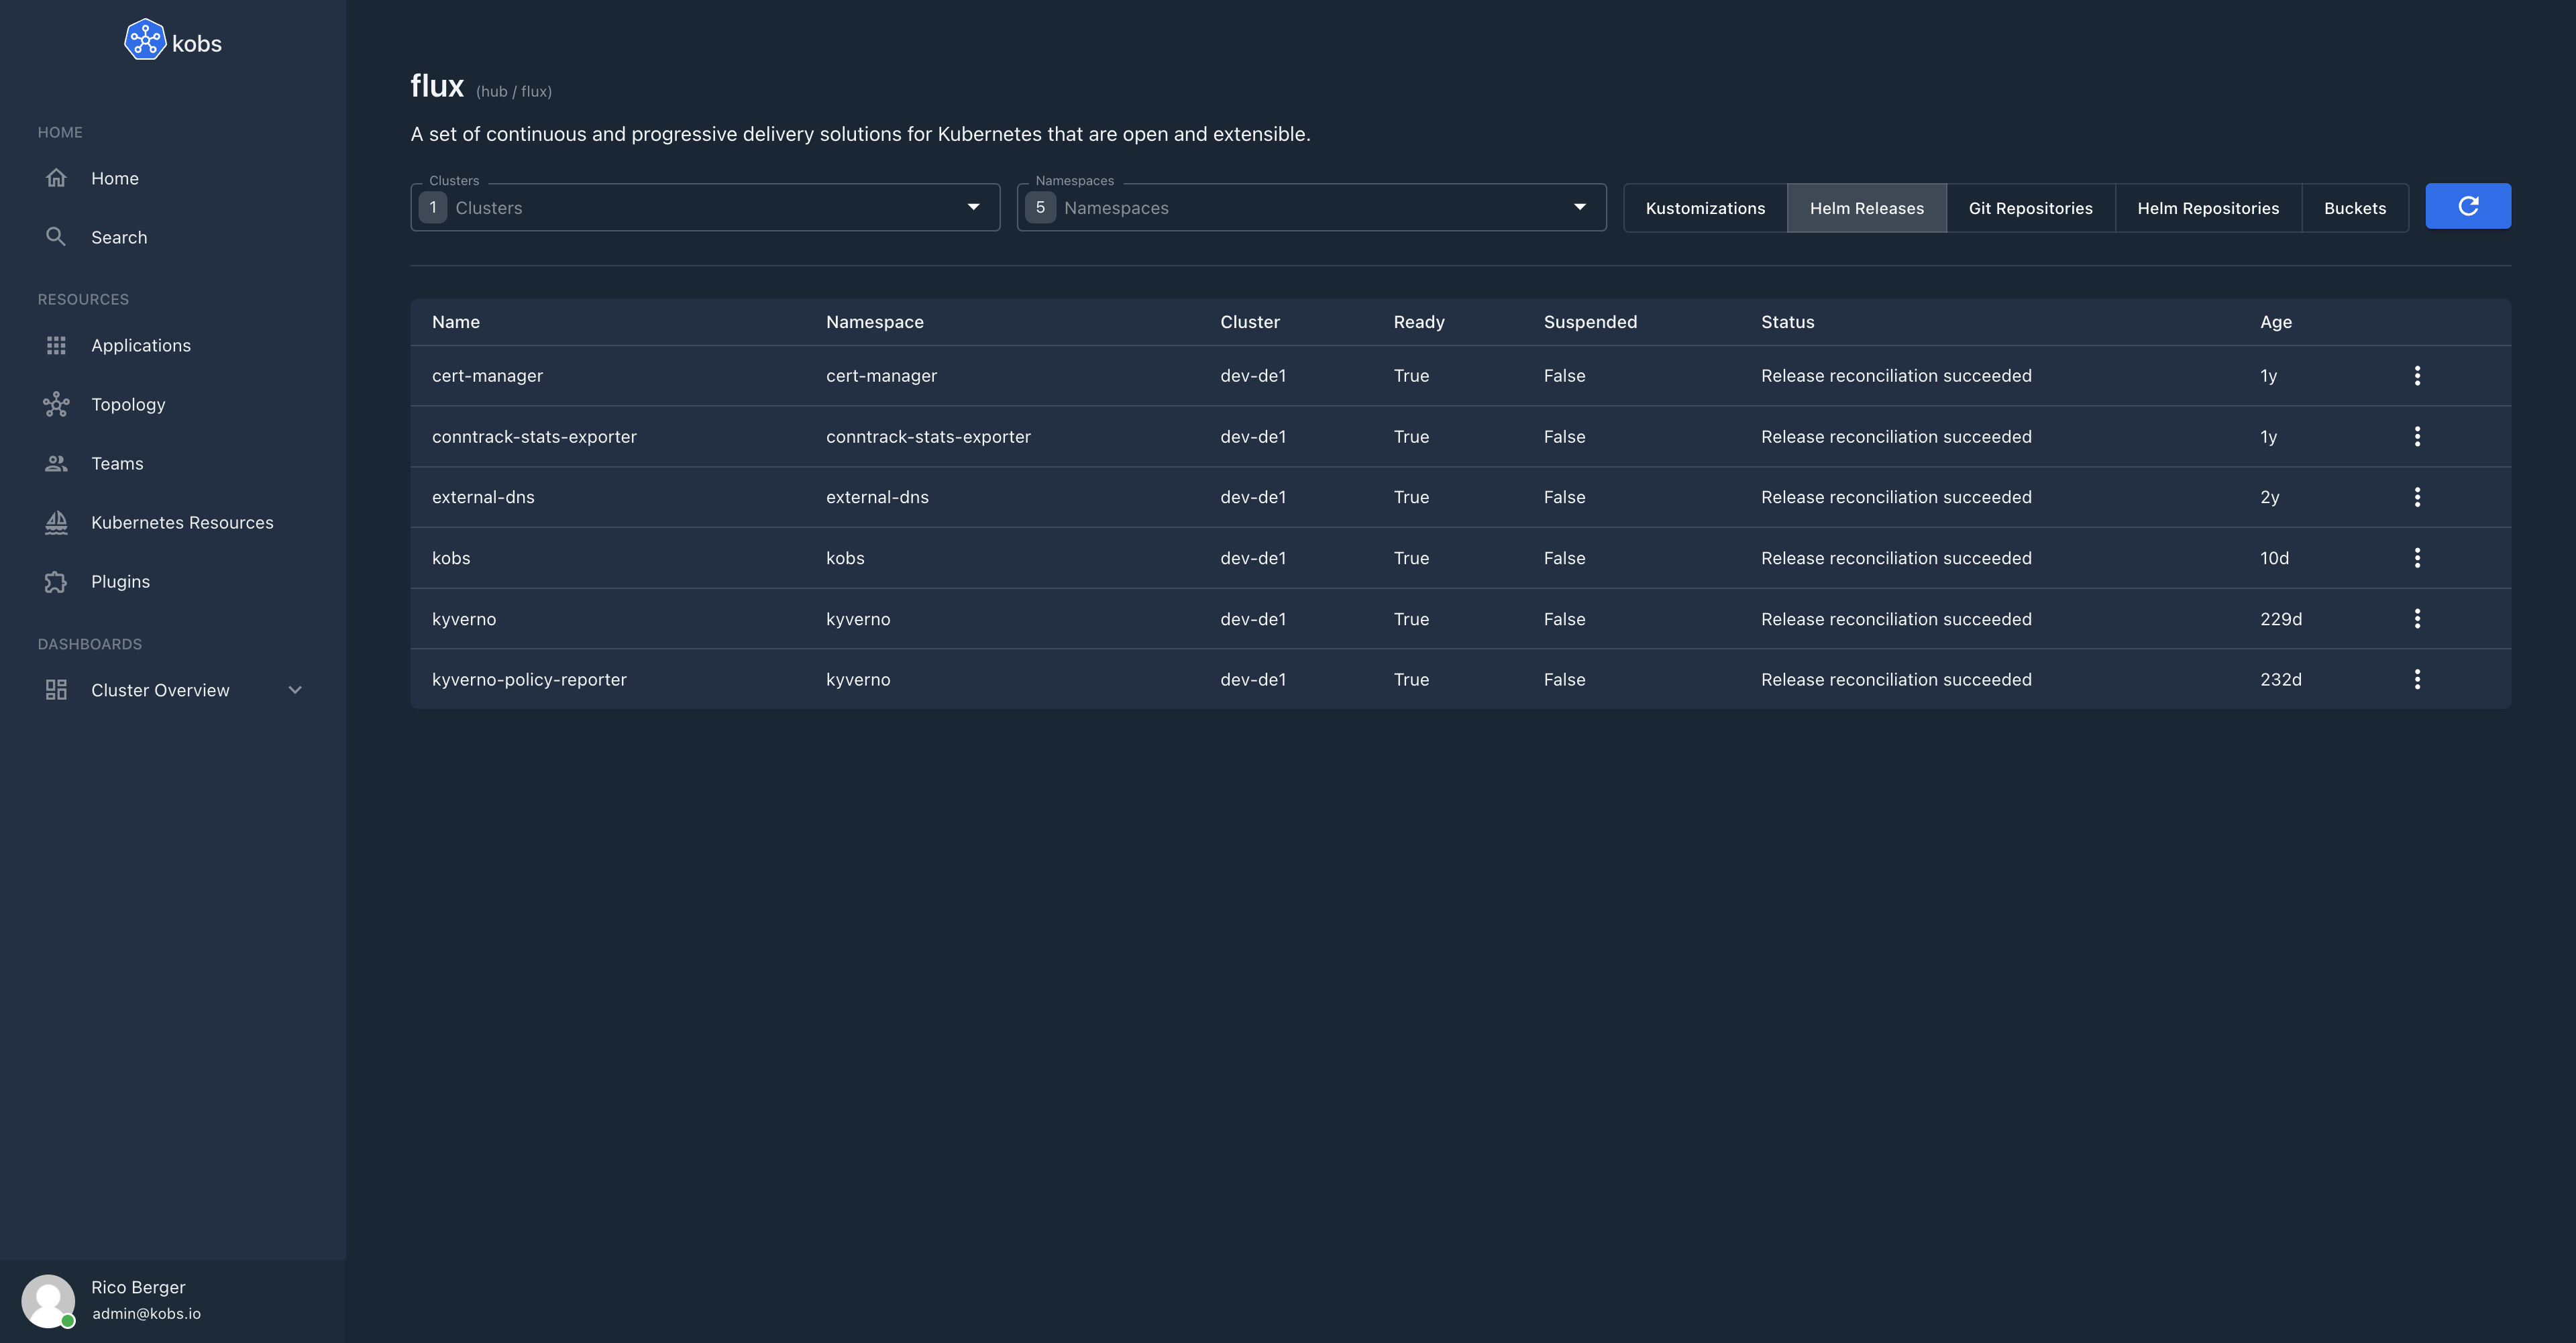 kobs
HOME
Home
Search
RESOURCES
Applications
Topology
Teams
Kubernetes Resources
Plugins
DASHBOARDS
Cluster Overview
Rico Berger
admin@kobs.io
flux (hub / flux)
A set of continuous and progressive delivery solutions for Kubernetes that are open and extensible.
Clusters
1 Clusters
Namespaces
5 Namespaces
Kustomizations Helm Releases Git Repositories Helm Repositories Buckets
Name Namespace Cluster Ready Suspended Status Age
cert-manager cert-manager dev-de1 True False Release reconciliation succeeded 1y
conntrack-stats-exporter conntrack-stats-exporter dev-de1 True False Release reconciliation succeeded 1y
external-dns external-dns dev-de1 True False Release reconciliation succeeded 2y
kobs kobs dev-de1 True False Release reconciliation succeeded 10d
kyverno kyverno dev-de1 True False Release reconciliation succeeded 229d
kyverno-policy-reporter kyverno dev-de1 True False Release reconciliation succeeded 232d